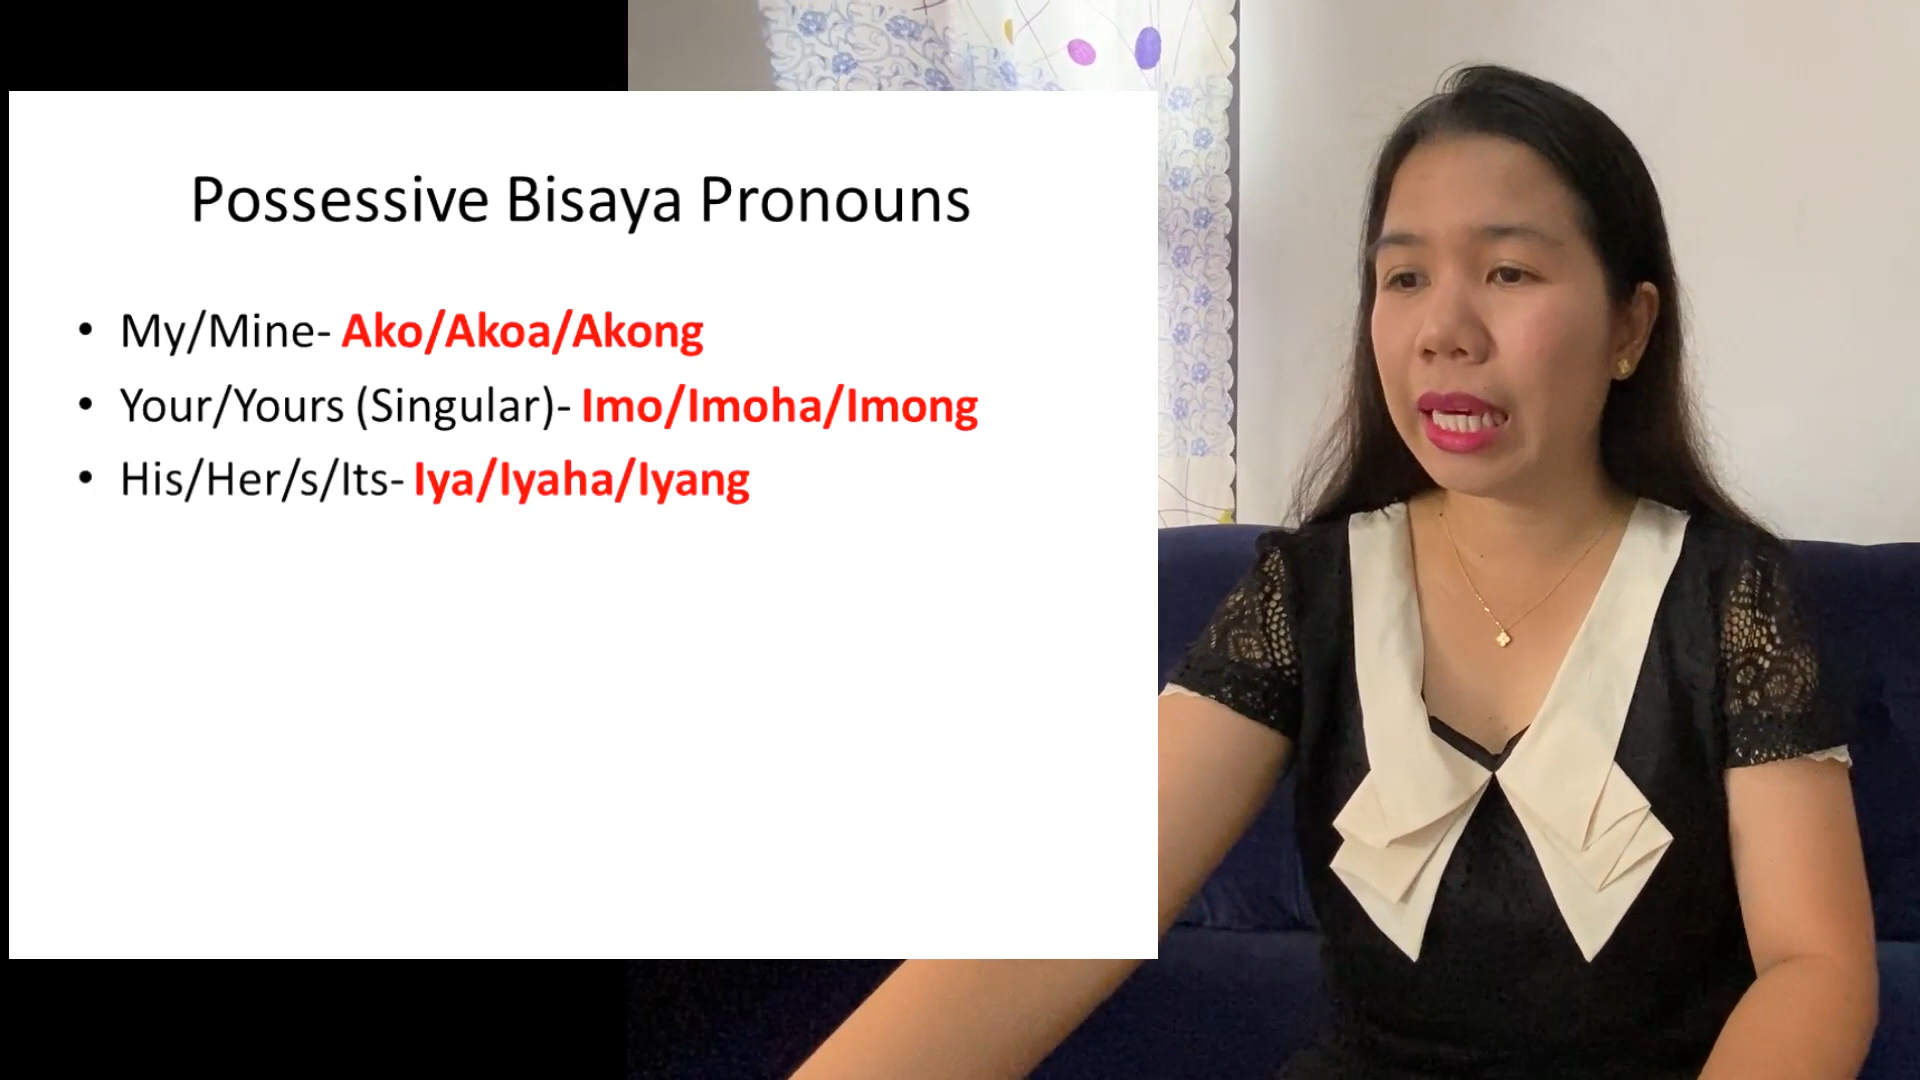 Possessive Bisaya Pronouns
• My/Mine- Ako/Akoa/Akong
• Your/Yours (Singular)- Imo/Imoha/Imong
• His/Her/s/Its- Iya/Iyaha/Iyang